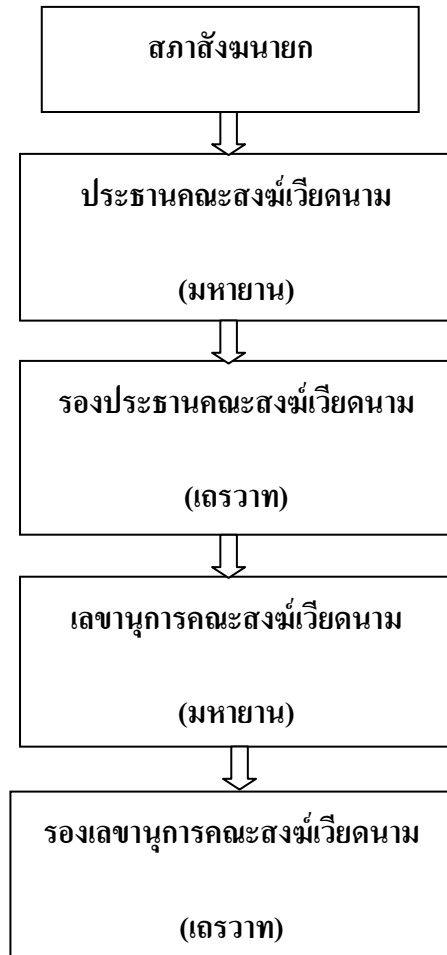 สภาสังฆนายก
ประธานคณะสงฆ์เวียดนาม
(มหายาน)
รองประธานคณะสงฆ์เวียดนาม
(เถรวาท)
เลขานุการคณะสงฆ์เวียดนาม
(มหายาน)
รองเลขานุการคณะสงฆ์เวียดนาม
(เถรวาท)